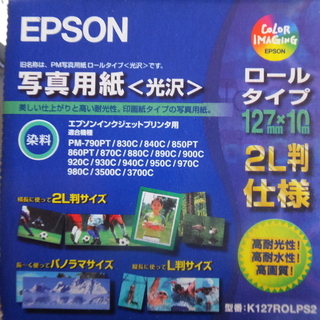 EPSON
COLOR
IMAGING
旧名称は、PM写真用紙ロールタイプ<光沢>です。
写真用紙<光沢>
ロール
タイプ
127mm×10m
美しい仕上がりと高い耐光性。印画紙タイプの写真用紙。
染料
エプソンインクジェットプリンタ用
適合機種
PM-790PT / 830C / 840C / 850PT
860PT / 870C / 880C / 890C / 900C
920C / 930C / 940C / 950C / 970C
980C / 3500C / 3700C
2L判
仕様
横長に使って2L判サイズ
長〜く使ってパノラマサイズ
縦長に使ってL判サイズ
高耐光性!
高耐水性!
高画質!
型番:K127ROLPS2